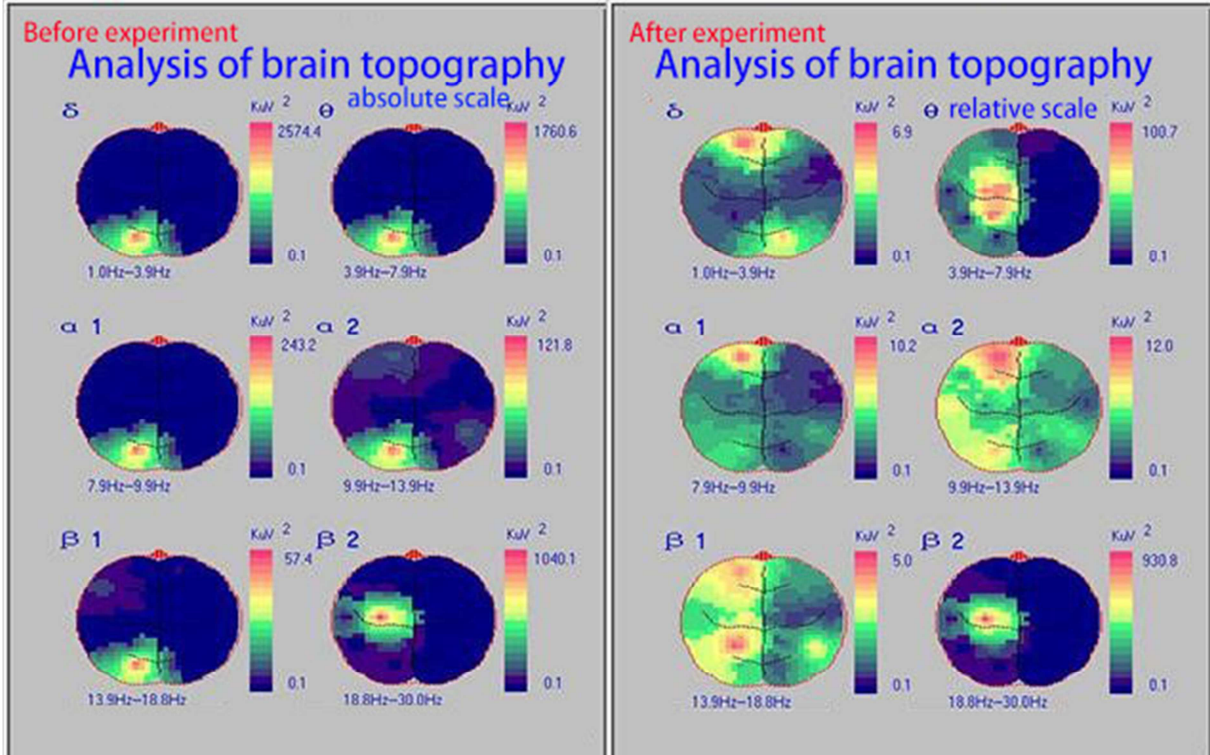 Before experiment
Analysis of brain topography
absolute scale
δ
KuV 2
2574.4
0.1
1.0Hz–3.9Hz
θ
KuV 2
1760.6
0.1
3.9Hz–7.9Hz
α 1
KuV 2
243.2
0.1
7.9Hz–9.9Hz
α 2
KuV 2
121.8
0.1
9.9Hz–13.9Hz
β 1
KuV 2
57.4
0.1
13.9Hz–18.8Hz
β 2
KuV 2
1040.1
0.1
18.8Hz–30.0Hz
After experiment
Analysis of brain topography
relative scale
δ
KuV 2
6.9
0.1
1.0Hz–3.9Hz
θ
KuV 2
100.7
0.1
3.9Hz–7.9Hz
α 1
KuV 2
10.2
0.1
7.9Hz–9.9Hz
α 2
KuV 2
12.0
0.1
9.9Hz–13.9Hz
β 1
KuV 2
5.0
0.1
13.9Hz–18.8Hz
β 2
KuV 2
930.8
0.1
18.8Hz–30.0Hz